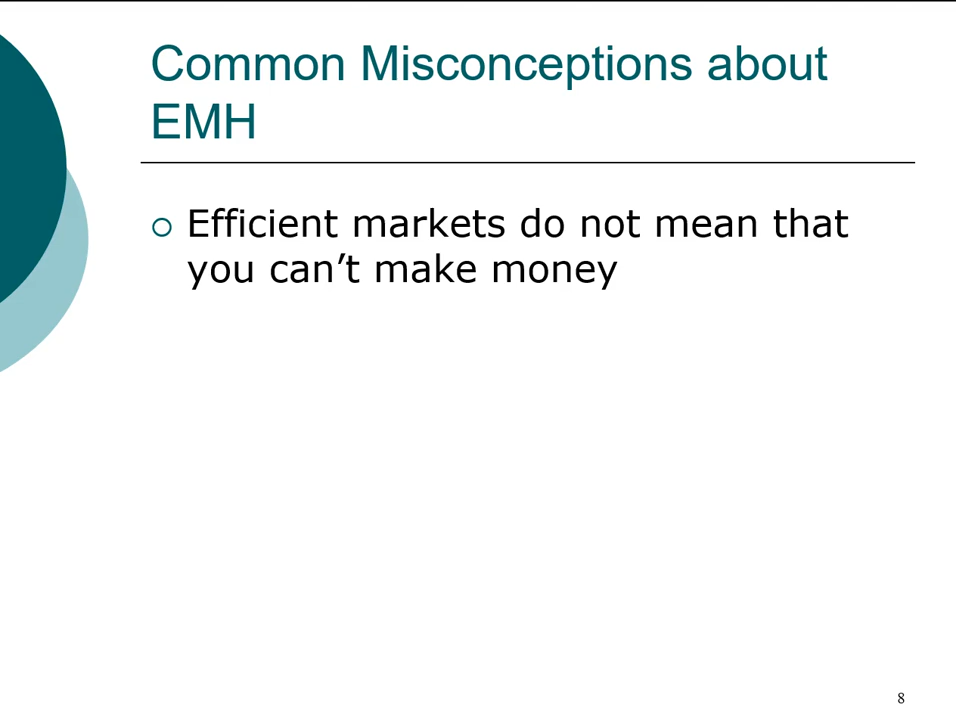 Common Misconceptions about
EMH
Efficient markets do not mean that
you can’t make money
8